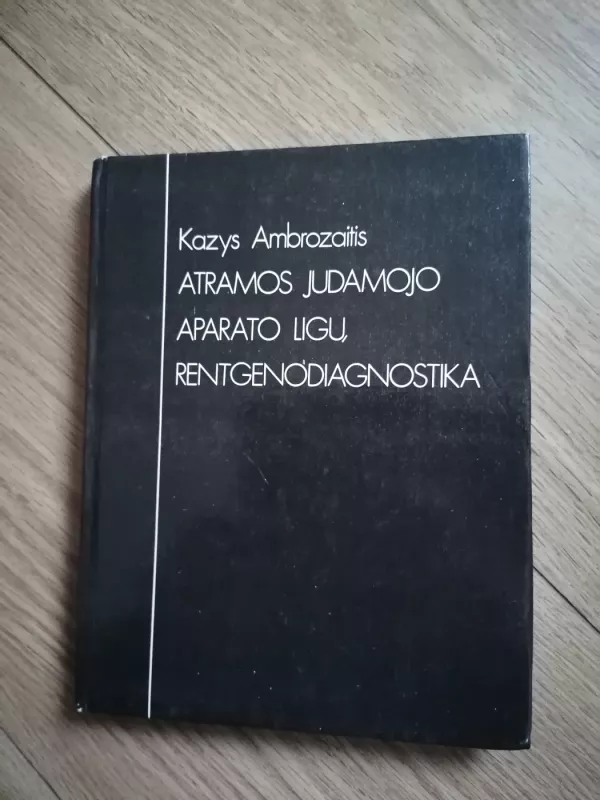 Kazys Ambrozaitis
ATRAMOS JUDAMOJO
APARATO LIGŲ
RENTGENODIAGNOSTIKA